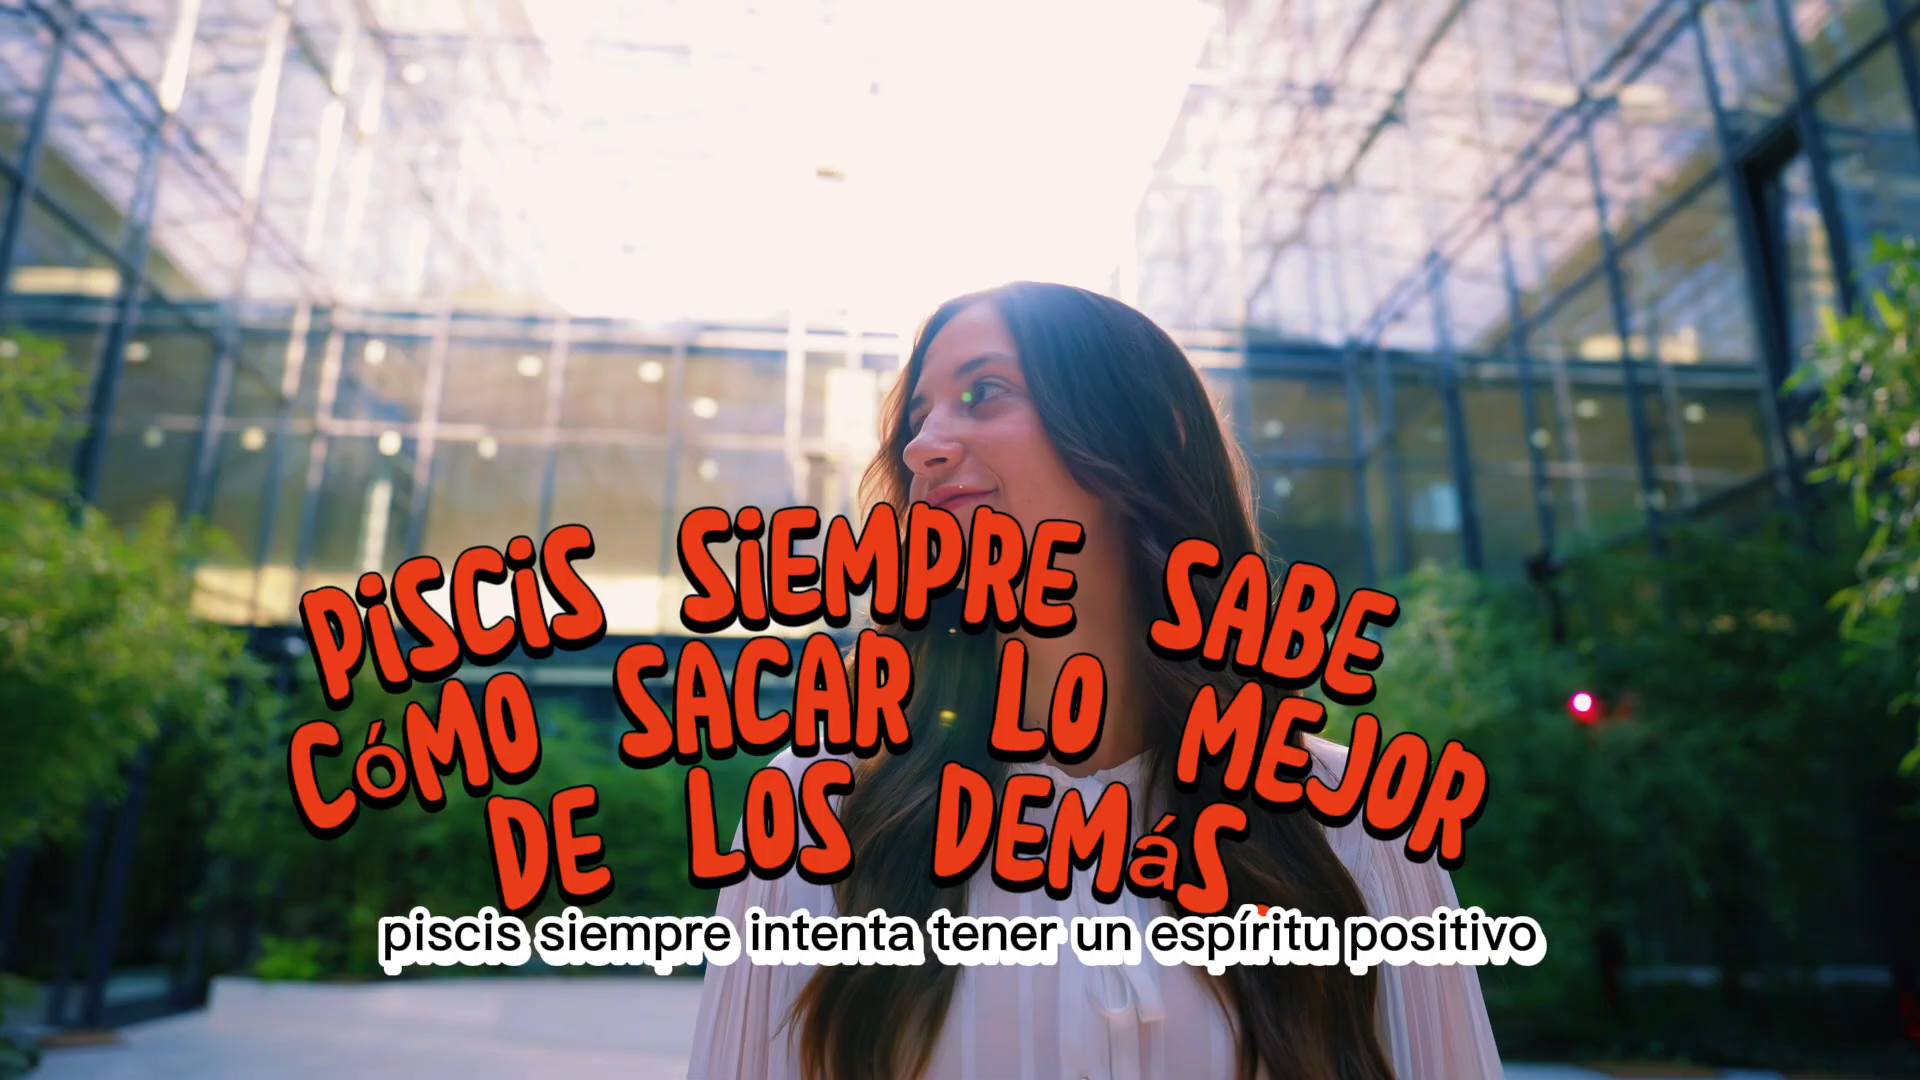 PiSCiS SiEMPRE SABE
CóMO SACAR LO MEJOR
DE LOS DEMáS.
piscis siempre intenta tener un espíritu positivo